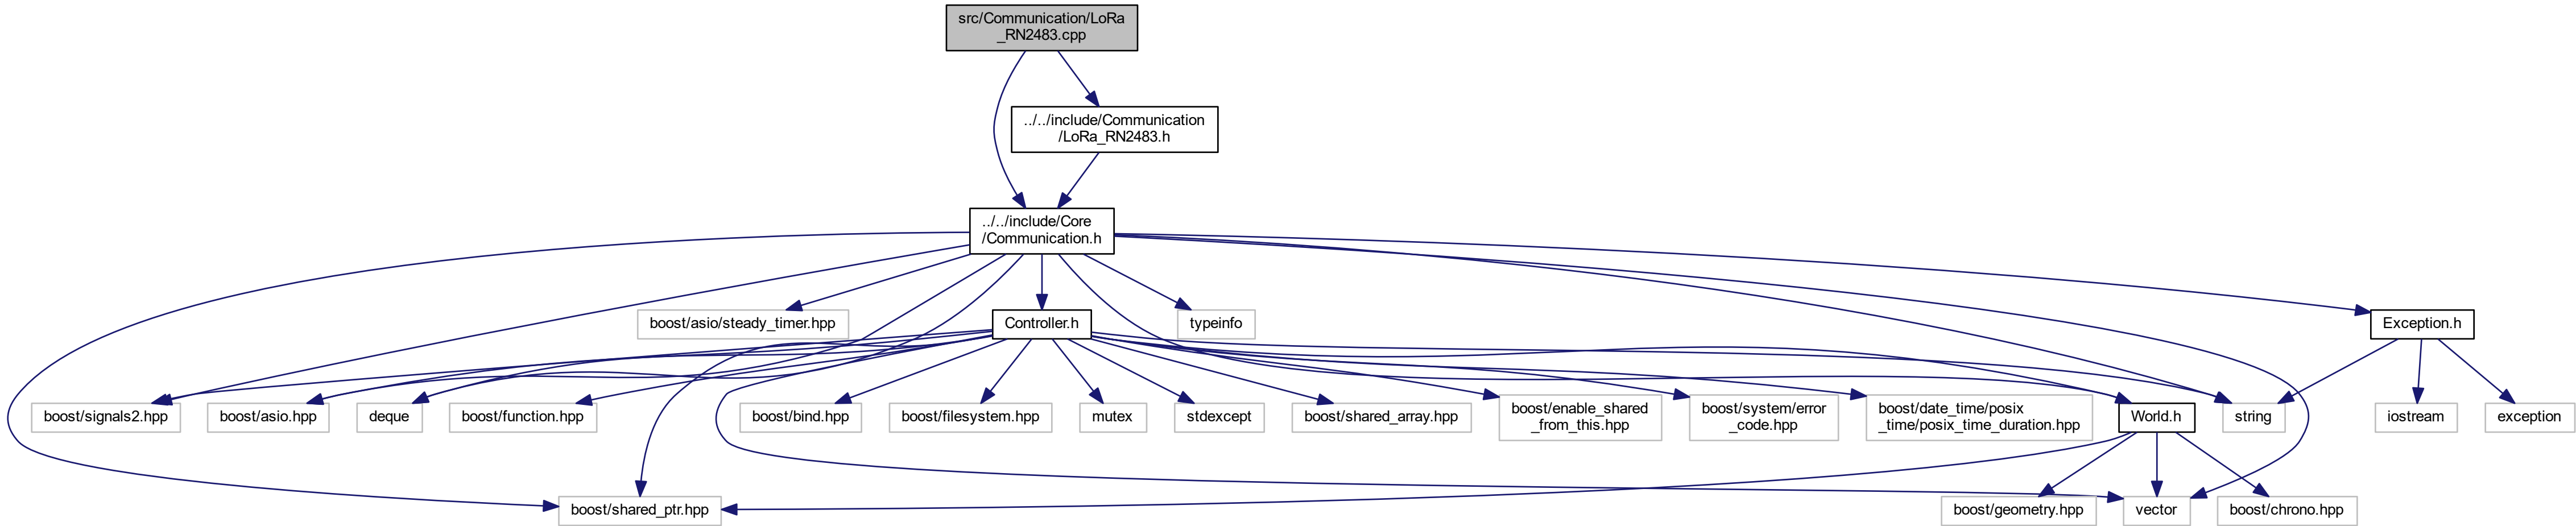 src/Communication/LoRa
_RN2483.cpp
../../include/Communication
/LoRa_RN2483.h
../../include/Core
/Communication.h
boost/asio/steady_timer.hpp
Controller.h
typeinfo
Exception.h
boost/signals2.hpp
boost/asio.hpp
deque
boost/function.hpp
boost/bind.hpp
boost/filesystem.hpp
mutex
stdexcept
boost/shared_array.hpp
boost/enable_shared
_from_this.hpp
boost/system/error
_code.hpp
boost/date_time/posix
_time/posix_time_duration.hpp
World.h
string
iostream
exception
boost/shared_ptr.hpp
boost/geometry.hpp
vector
boost/chrono.hpp